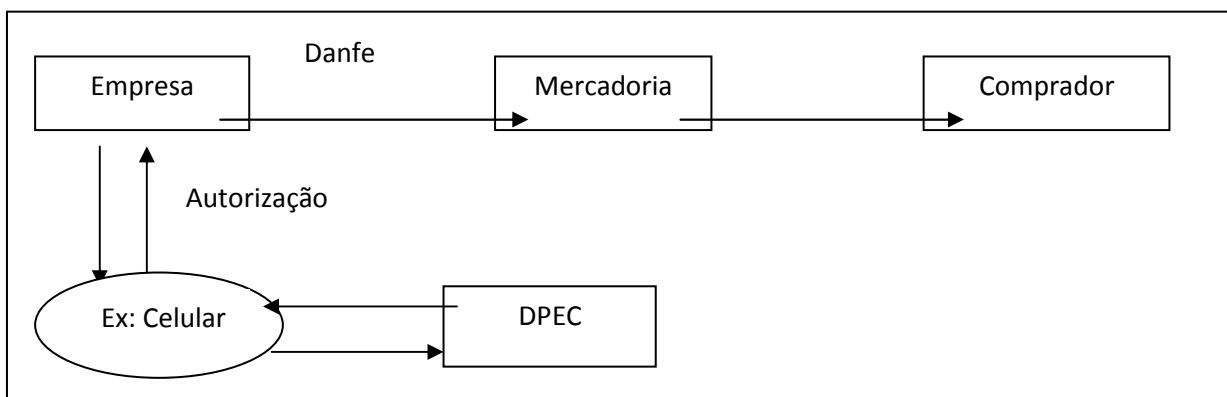 Danfe
Empresa
Mercadoria
Comprador
Autorização
Ex: Celular
DPEC